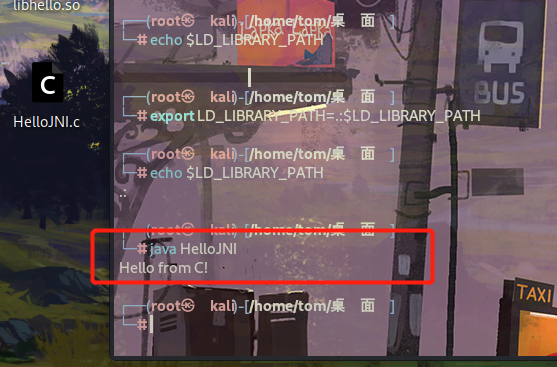 libhello.so
HelloJNI.c
(root㉿ kali)-[/home/tom/桌 面 ]
# echo $LD_LIBRARY_PATH
(root㉿ kali)-[/home/tom/桌 面 ]
# export LD_LIBRARY_PATH=.:$LD_LIBRARY_PATH
(root㉿ kali)-[/home/tom/桌 面 ]
# echo $LD_LIBRARY_PATH
.:
(root㉿ kali)-[/home/tom/桌 面 ]
# java HelloJNI
Hello from C!
(root㉿ kali)-[/home/tom/桌 面 ]
#
BUS
TAXI